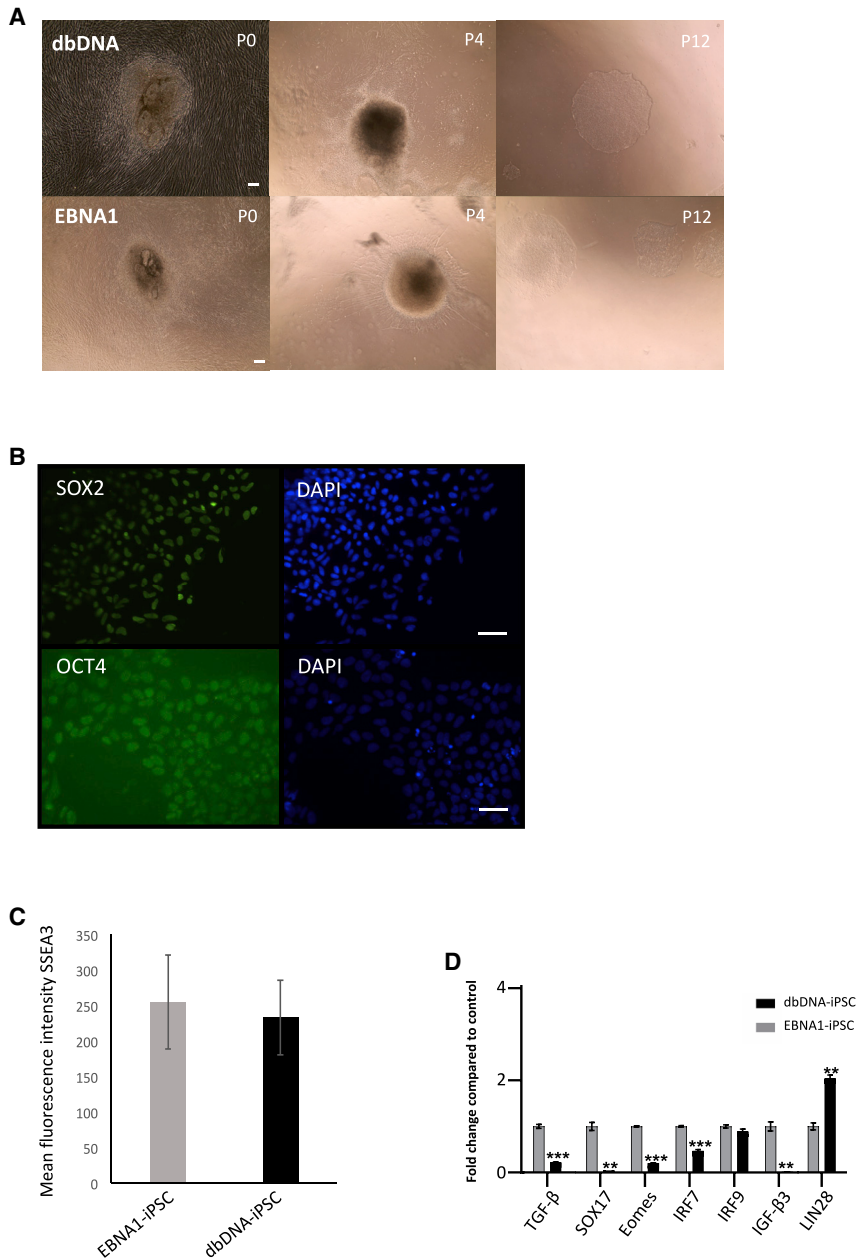 A
dbDNA
P0
P4
P12
EBNA1
P0
P4
P12
B
SOX2
DAPI
OCT4
DAPI
C
Mean fluorescence intensity SSEA3
350
300
250
200
150
100
50
0
EBNA1-iPSC
dbDNA-iPSC
D
Fold change compared to control
4
2
0
dbDNA-iPSC
EBNA1-iPSC
***
**
***
***
**
**
TGF-β
SOX17
Eomes
IRF7
IRF9
IGF-β3
LIN28